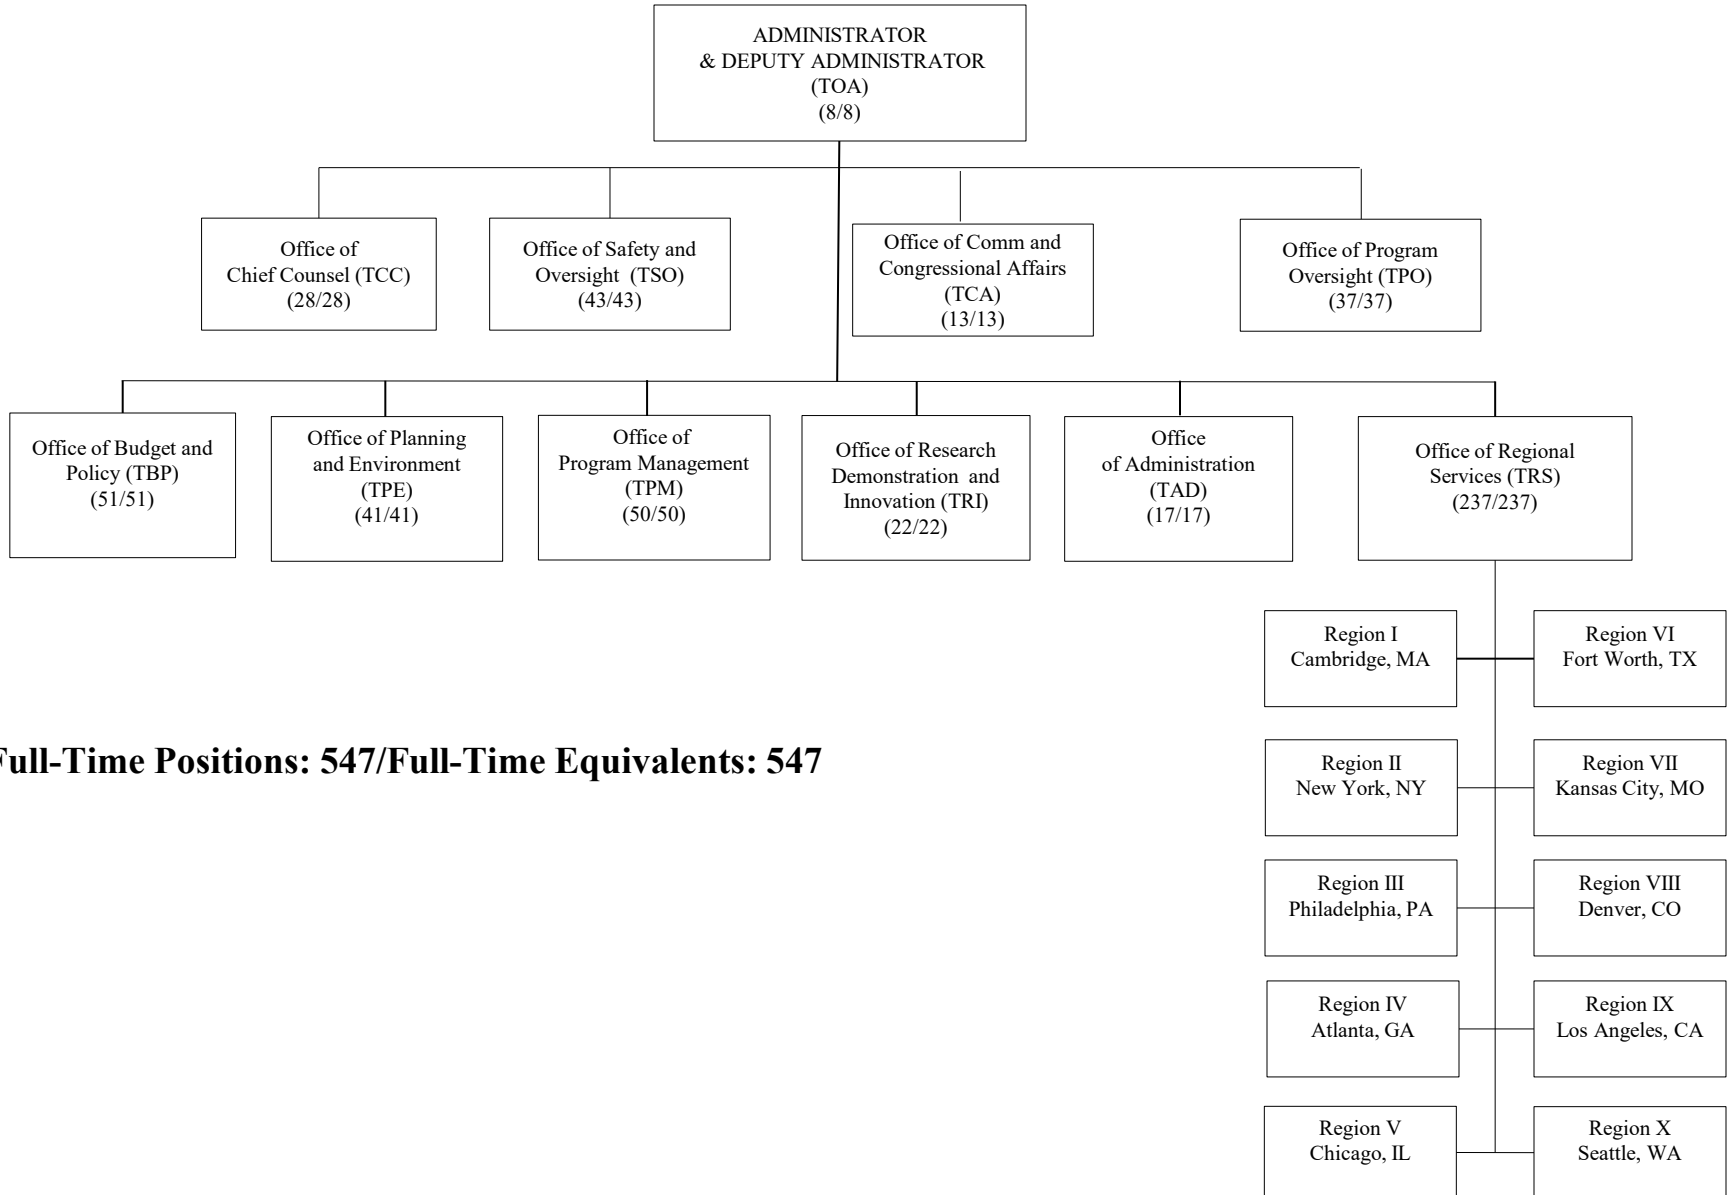 ADMINISTRATOR
& DEPUTY ADMINISTRATOR
(TOA)
(8/8)
Office of
Chief Counsel (TCC)
(28/28)
Office of Safety and
Oversight (TSO)
(43/43)
Office of Comm and
Congressional Affairs
(TCA)
(13/13)
Office of Program
Oversight (TPO)
(37/37)
Office of Budget and
Policy (TBP)
(51/51)
Office of Planning
and Environment
(TPE)
(41/41)
Office of
Program Management
(TPM)
(50/50)
Office of Research
Demonstration and
Innovation (TRI)
(22/22)
Office
of Administration
(TAD)
(17/17)
Office of Regional
Services (TRS)
(237/237)
Region I
Cambridge, MA
Region VI
Fort Worth, TX
Full-Time Positions: 547/Full-Time Equivalents: 547
Region II
New York, NY
Region VII
Kansas City, MO
Region III
Philadelphia, PA
Region VIII
Denver, CO
Region IV
Atlanta, GA
Region IX
Los Angeles, CA
Region V
Chicago, IL
Region X
Seattle, WA